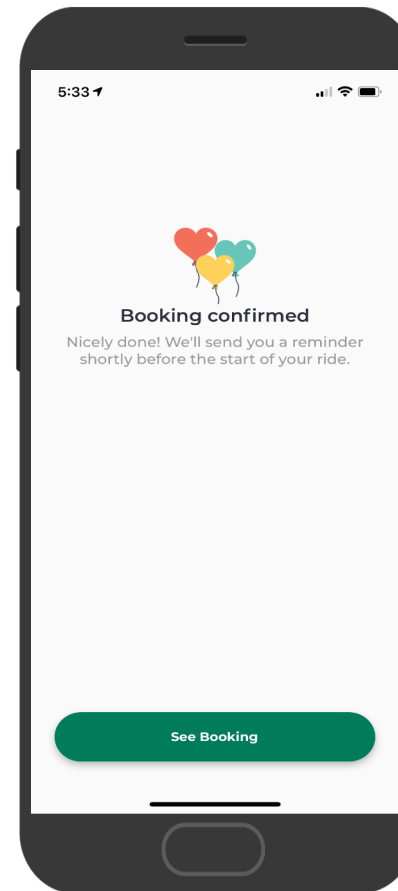 5:33
Booking confirmed
Nicely done! We'll send you a reminder
shortly before the start of your ride.
See Booking